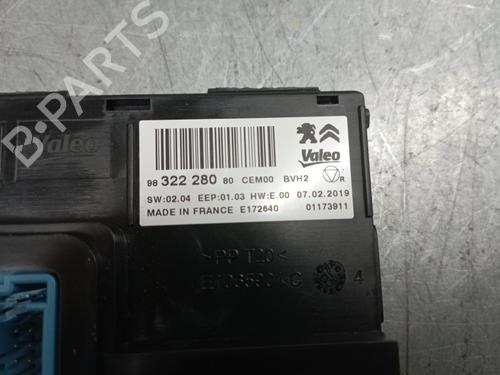 B-PARTS
Valeo
Valeo
98 322 280 80 CEM00 BVH2
R
SW:02.04 EEP:01.03 HW:E.00 07.02.2019
MADE IN FRANCE E172640 01173911
>PP T20<
E1065901-C
4